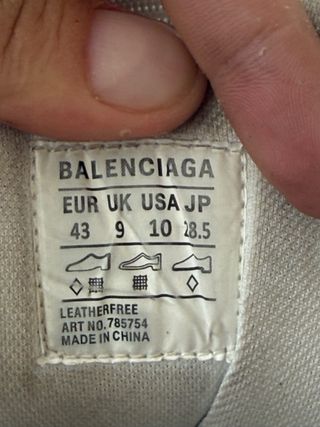 BALENCIAGA
EUR UK USA JP
43 9 10 28.5
LEATHERFREE
ART NO.785754
MADE IN CHINA